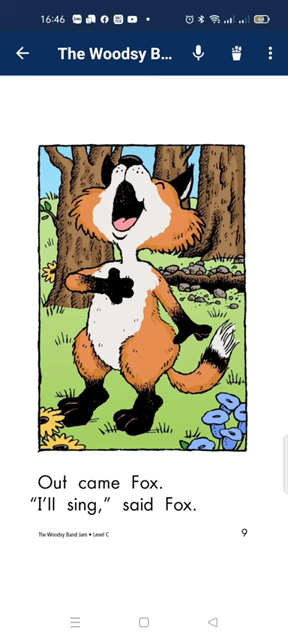 16:46
The Woodsy B...
Out came Fox.
“I’ll sing,” said Fox.
The Woodsy Band Jam • Level C
9